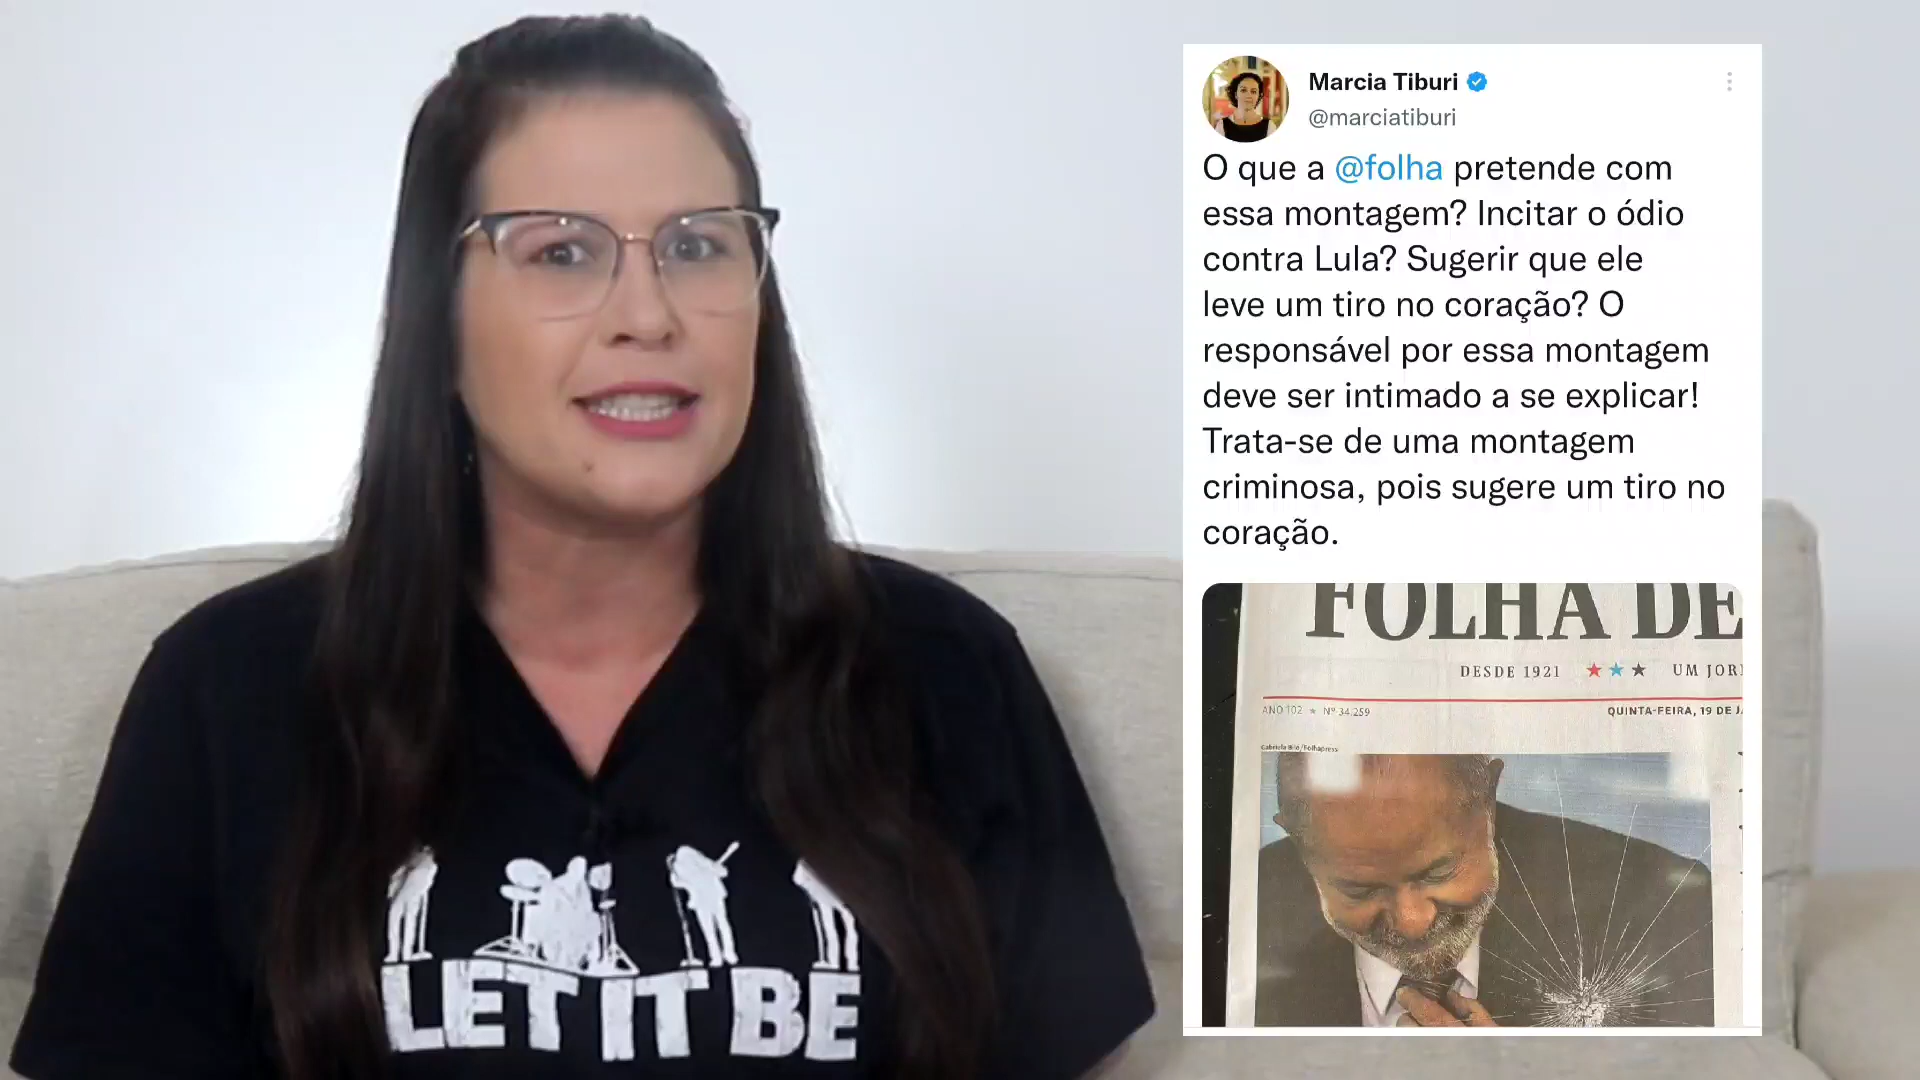 Marcia Tiburi
@marciatiburi
O que a @folha pretende com
essa montagem? Incitar o ódio
contra Lula? Sugerir que ele
leve um tiro no coração? O
responsável por essa montagem
deve ser intimado a se explicar!
Trata-se de uma montagem
criminosa, pois sugere um tiro no
coração.
FOLHA DE
DESDE 1921 ★★★ UM JOR
ANO 102 ★ Nº 34.259
QUINTA-FEIRA, 19 DE J
Gabriela Biló/Folhapress
LET IT BE